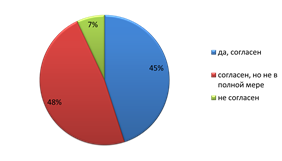 7%
45%
48%
да, согласен
согласен, но не в
полной мере
не согласен